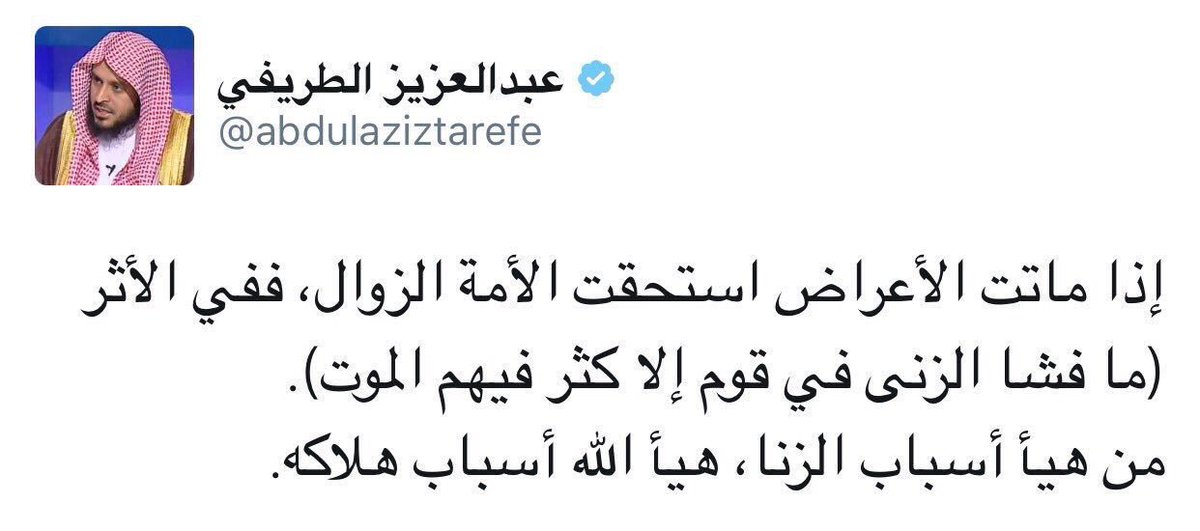 عبدالعزيز الطريفي
@abdulaziztarefe
إذا ماتت الأعراض استحقت الأمة الزوال، ففي الأثر
(ما فشا الزنى في قوم إلا كثر فيهم الموت).
من هيأ أسباب الزنا، هيأ الله أسباب هلاكه.